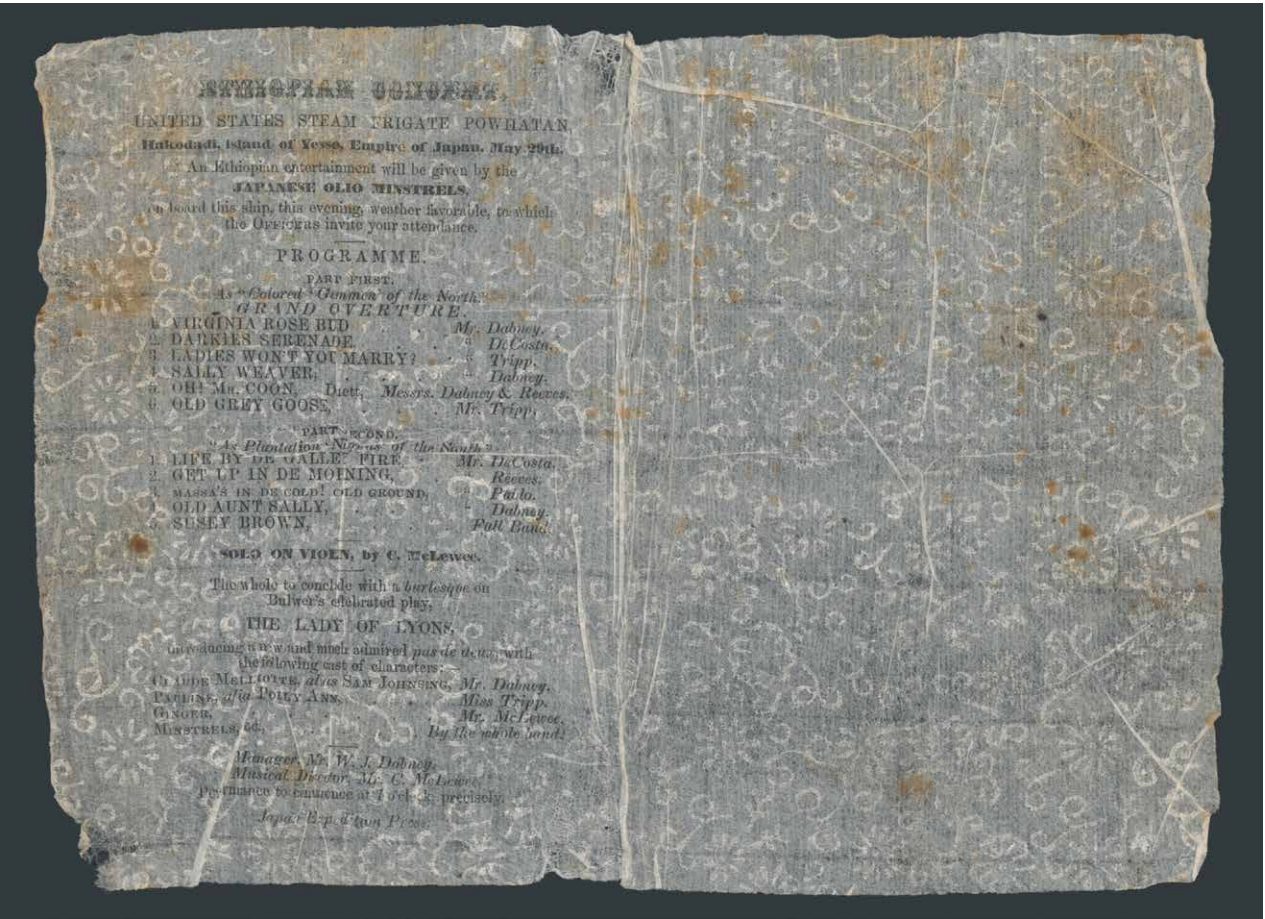 ETHIOPIAN CONCERT,
UNITED STATES STEAM FRIGATE POWHATAN
Hakodadi, Island of Yesso, Empire of Japan. May 29th.
An Ethiopian entertainment will be given by the
JAPANESE OLIO MINSTRELS,
on board this ship, this evening, weather favorable, to which
the OFFICERS invite your attendance.
PROGRAMME.
PART FIRST.
As "Colored 'Gemmen' of the North."
GRAND OVERTURE.
1. VIRGINIA ROSE BUD . . . Mr. Dabney.
2. DARKIES SERENADE, . . " DeCosta.
3. LADIES WON'T YOU MARRY? . " Tripp,
4. SALLY WEAVER, . . . " Dabney.
5. OH! MR. COON, Duett, Messrs. Dabney & Reeves,
6. OLD GREY GOOSE, . . . Mr. Tripp,
PART SECOND.
"As Plantation 'Niggas' of the South"
1. LIFE BY DE GALLEY FIRE Mr. DeCosta.
2. GET UP IN DE MOINING, . Reeves.
3. MASSA'S IN DE COLD! OLD GROUND, "
4. OLD AUNT SALLY, . . " Dabney.
5. SUSEY BROWN, . . . Full Band.
SOLO ON VIOLN, by C. McLewee.
The whole to conclude with a burlesque on
Bulwer's celebrated play,
THE LADY OF LYONS,
introducing a new and much admired pas de deux, with
the following cast of characters:—
CLAUDE MELNOTTE, alias SAM JOHNSING, Mr. Dabney,
PAULINE, alia POLLY ANN, . . Miss Tripp.
GINGER, . . . . Mr. McLewee.
MINSTRELS, &c., . . . By the whole band.
Manager, Mr. W. J. Dabney.
Musical Director, Mr. C. McLewee.
Peformance to commence at 7 o'clock, precisely.
Japan Expedition Press.